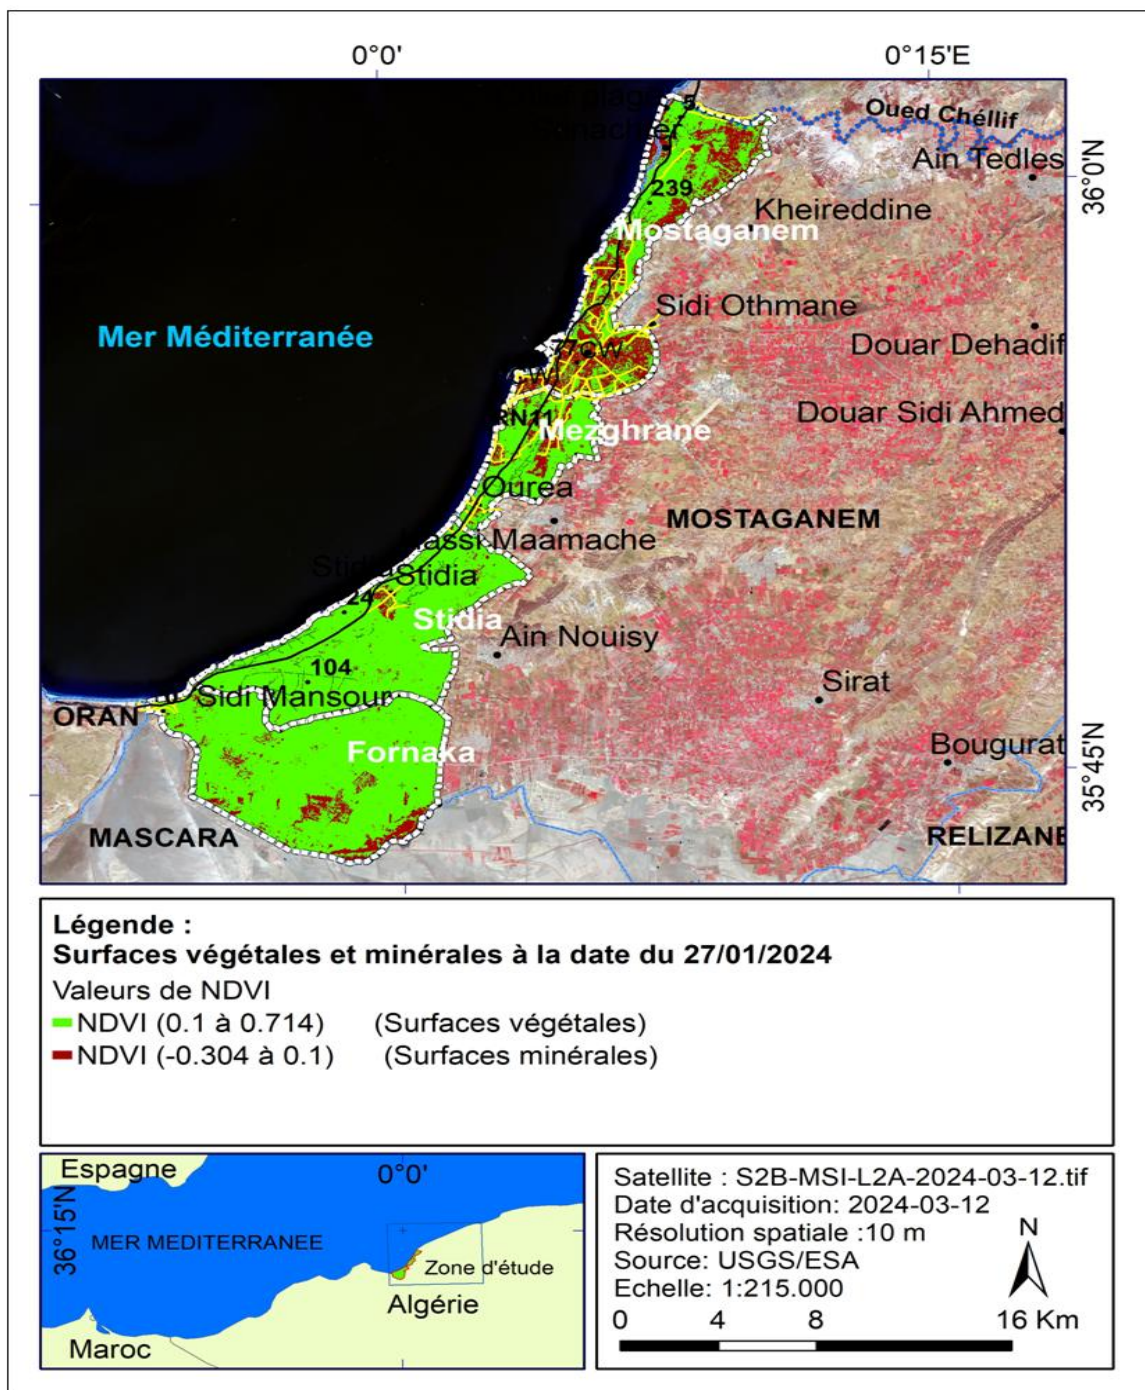 0°0' 0°15'E
5
Oued Chéllif
Ain Tedles
36°0'N
239
Kheireddine
Mostaganem
Sidi Othmane
Mer Méditerranée
Douar Dehadif
Douar Sidi Ahmed
RN11
Mezghrane
Ourea
MOSTAGANEM
assi Maamache
Stidia
Stidia
24
Stidia
Ain Nouisy
104
Sirat
Sidi Mansour
ORAN
Fornaka
Bougurat
35°45'N
MASCARA
RELIZANE
Légende :
Surfaces végétales et minérales à la date du 27/01/2024
Valeurs de NDVI
NDVI (0.1 à 0.714) (Surfaces végétales)
NDVI (-0.304 à 0.1) (Surfaces minérales)
Espagne
0°0'
36°15'N
MER MEDITERRANEE
Zone d'étude
Algérie
Maroc
Satellite : S2B-MSI-L2A-2024-03-12.tif
Date d'acquisition: 2024-03-12
Résolution spatiale :10 m
Source: USGS/ESA
Echelle: 1:215.000
N
0 4 8 16 Km